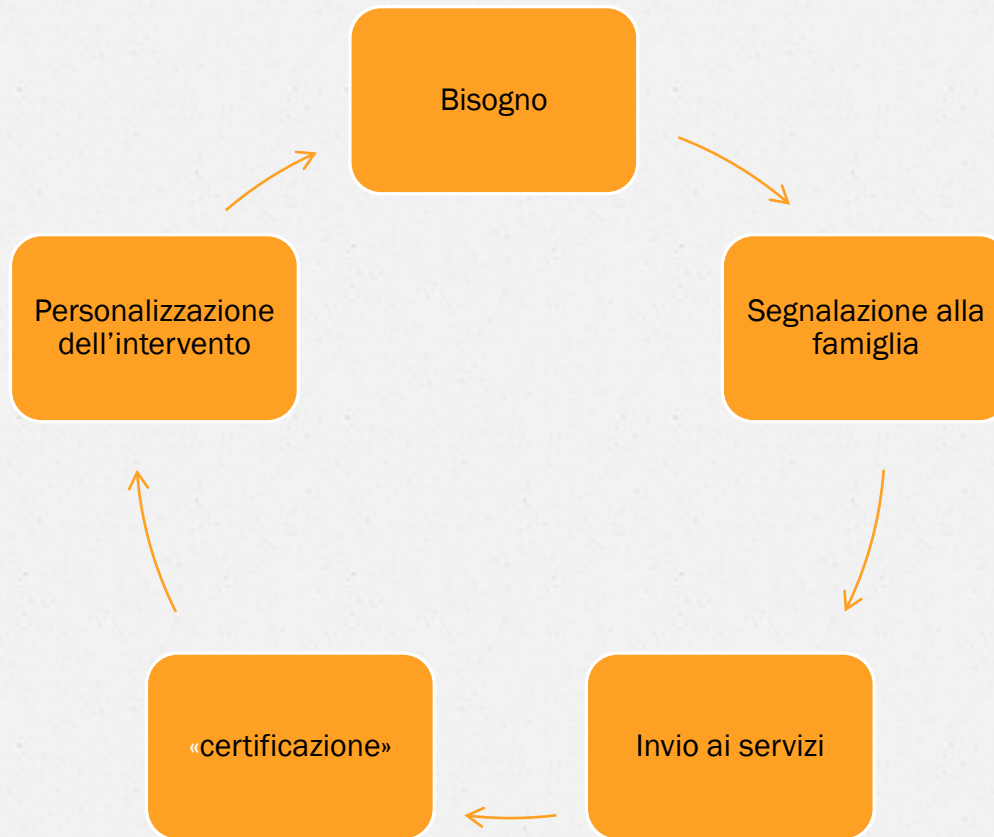 Bisogno
Segnalazione alla
famiglia
Invio ai servizi
«certificazione»
Personalizzazione
dell’intervento